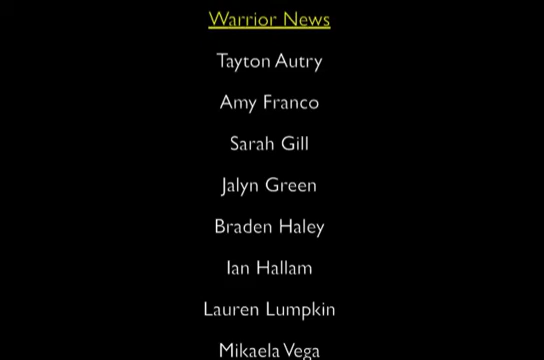 Warrior News
Tayton Autry
Amy Franco
Sarah Gill
Jalyn Green
Braden Haley
Ian Hallam
Lauren Lumpkin
Mikaela Vega